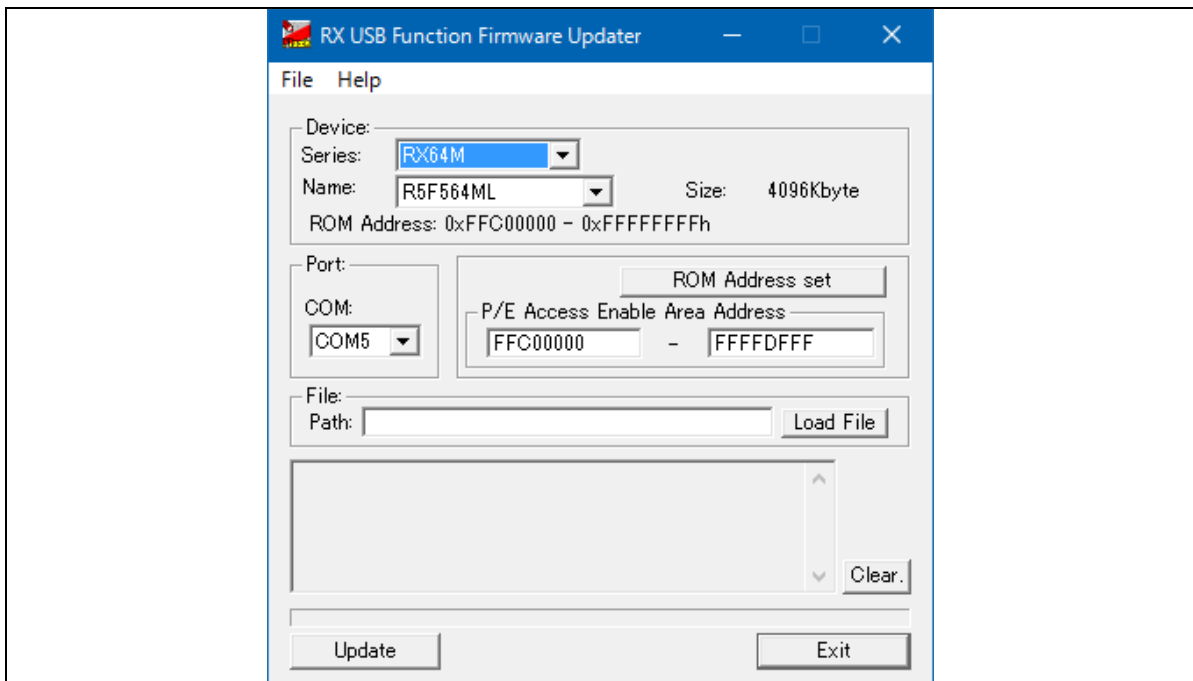 RX USB Function Firmware Updater
File Help
Device:
Series: RX64M
Name: R5F564ML Size: 4096Kbyte
ROM Address: 0xFFC00000 - 0xFFFFFFFFh
Port:
COM:
COM5
ROM Address set
P/E Access Enable Area Address
FFC00000 - FFFFDFFF
File:
Path: Load File
Clear.
Update Exit